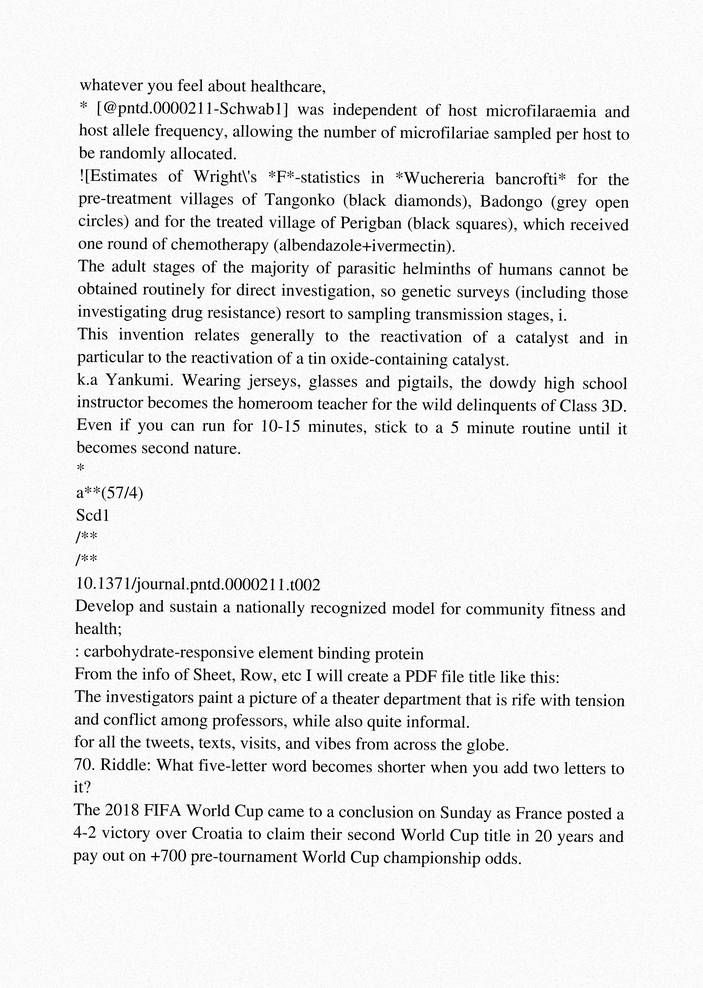 whatever you feel about healthcare,
* [@pntd.0000211-Schwab1] was independent of host microfilaraemia and
host allele frequency, allowing the number of microfilariae sampled per host to
be randomly allocated.
![Estimates of Wright\'s *F*-statistics in *Wuchereria bancrofti* for the
pre-treatment villages of Tangonko (black diamonds), Badongo (grey open
circles) and for the treated village of Perigban (black squares), which received
one round of chemotherapy (albendazole+ivermectin).
The adult stages of the majority of parasitic helminths of humans cannot be
obtained routinely for direct investigation, so genetic surveys (including those
investigating drug resistance) resort to sampling transmission stages, i.
This invention relates generally to the reactivation of a catalyst and in
particular to the reactivation of a tin oxide-containing catalyst.
k.a Yankumi. Wearing jerseys, glasses and pigtails, the dowdy high school
instructor becomes the homeroom teacher for the wild delinquents of Class 3D.
Even if you can run for 10-15 minutes, stick to a 5 minute routine until it
becomes second nature.
*
a**(57/4)
Scd1
/**
/**
10.1371/journal.pntd.0000211.t002
Develop and sustain a nationally recognized model for community fitness and
health;
: carbohydrate-responsive element binding protein
From the info of Sheet, Row, etc I will create a PDF file title like this:
The investigators paint a picture of a theater department that is rife with tension
and conflict among professors, while also quite informal.
for all the tweets, texts, visits, and vibes from across the globe.
70. Riddle: What five-letter word becomes shorter when you add two letters to
it?
The 2018 FIFA World Cup came to a conclusion on Sunday as France posted a
4-2 victory over Croatia to claim their second World Cup title in 20 years and
pay out on +700 pre-tournament World Cup championship odds.